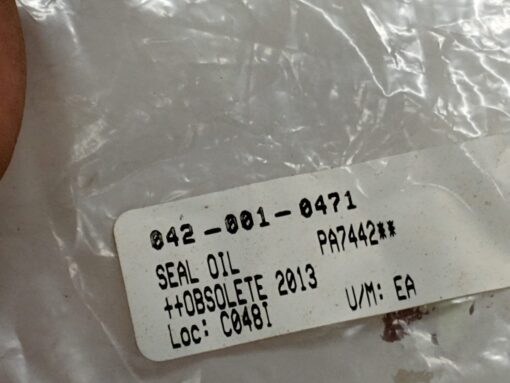 042-001-0471
SEAL OIL PA7442**
++OBSOLETE 2013
Loc: C048I U/M: EA